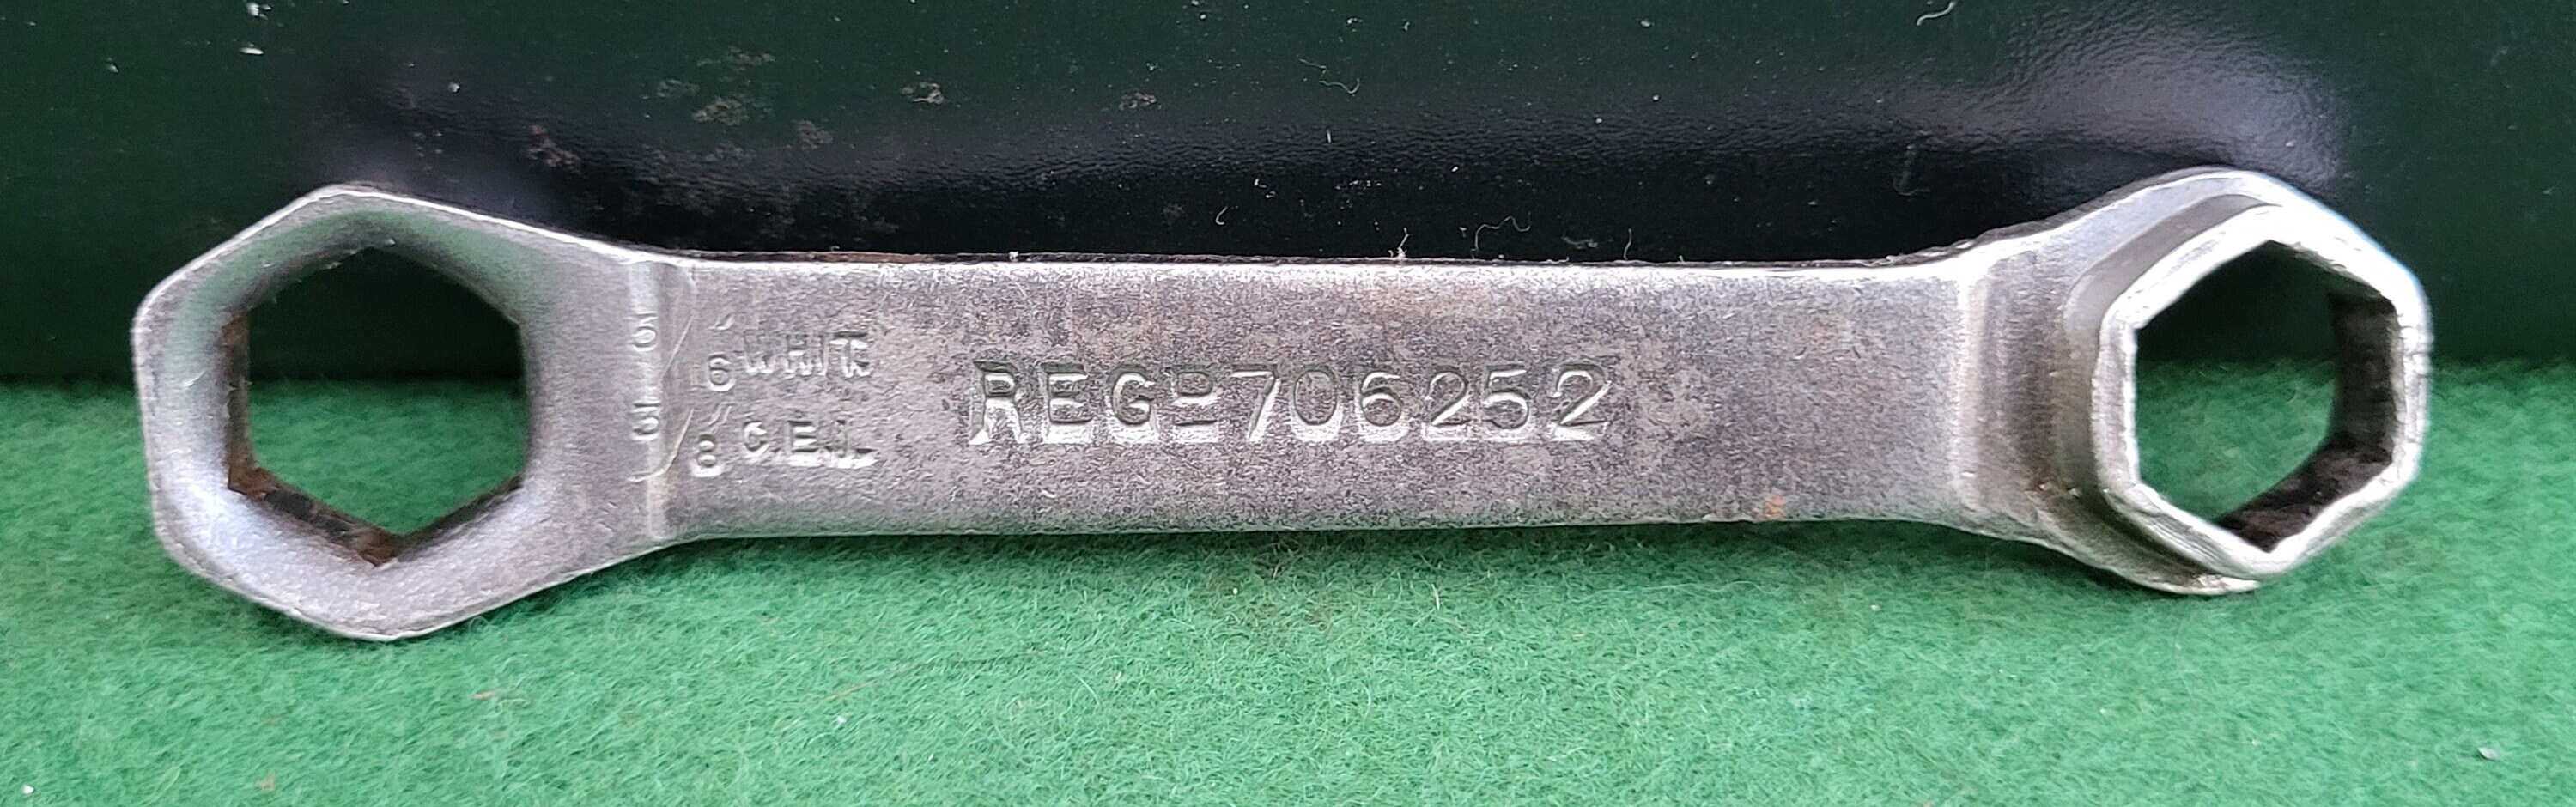 5/16" WHIT.
3/8" C.E.I.
REGD 706252